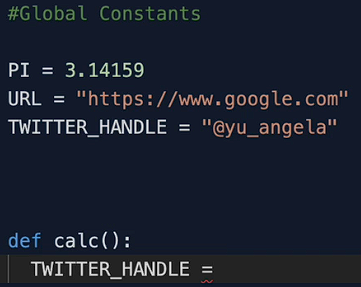 #Global Constants
PI = 3.14159
URL = "https://www.google.com"
TWITTER_HANDLE = "@yu_angela"
def calc():
TWITTER_HANDLE =